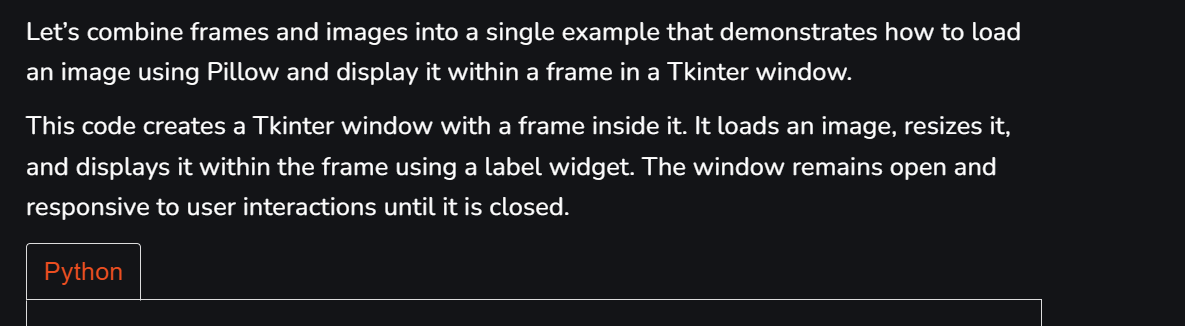 Let’s combine frames and images into a single example that demonstrates how to load
an image using Pillow and display it within a frame in a Tkinter window.
This code creates a Tkinter window with a frame inside it. It loads an image, resizes it,
and displays it within the frame using a label widget. The window remains open and
responsive to user interactions until it is closed.
Python